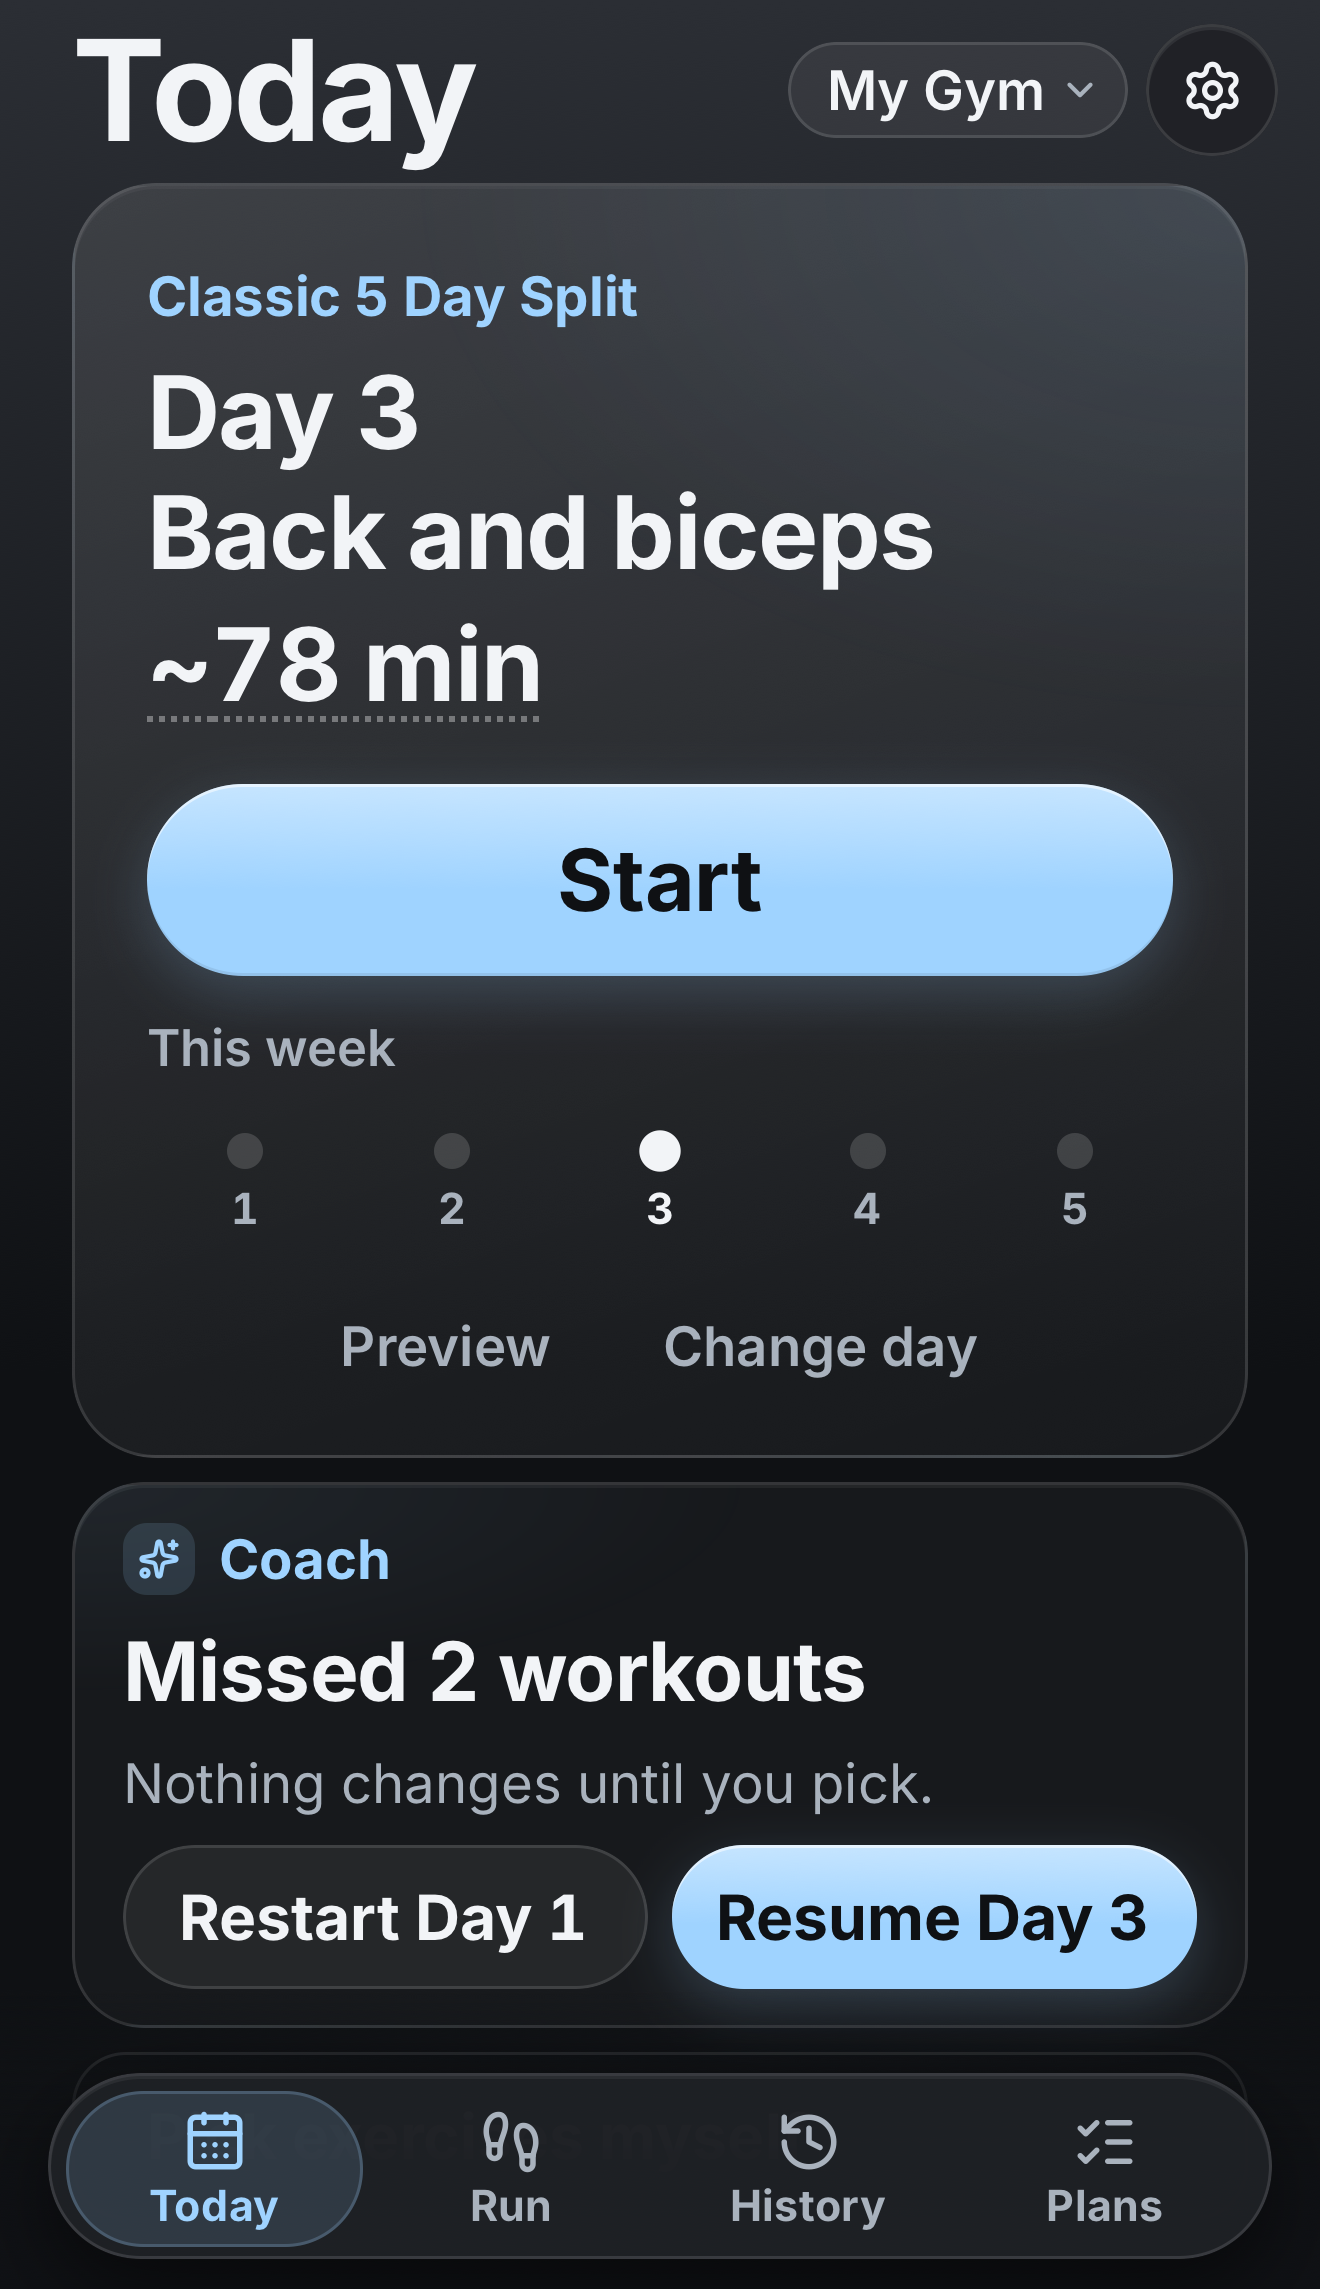 Today
My Gym
Classic 5 Day Split
Day 3
Back and biceps
~78 min
Start
This week
1 2 3 4 5
Preview Change day
Coach
Missed 2 workouts
Nothing changes until you pick.
Restart Day 1 Resume Day 3
Today Run History Plans